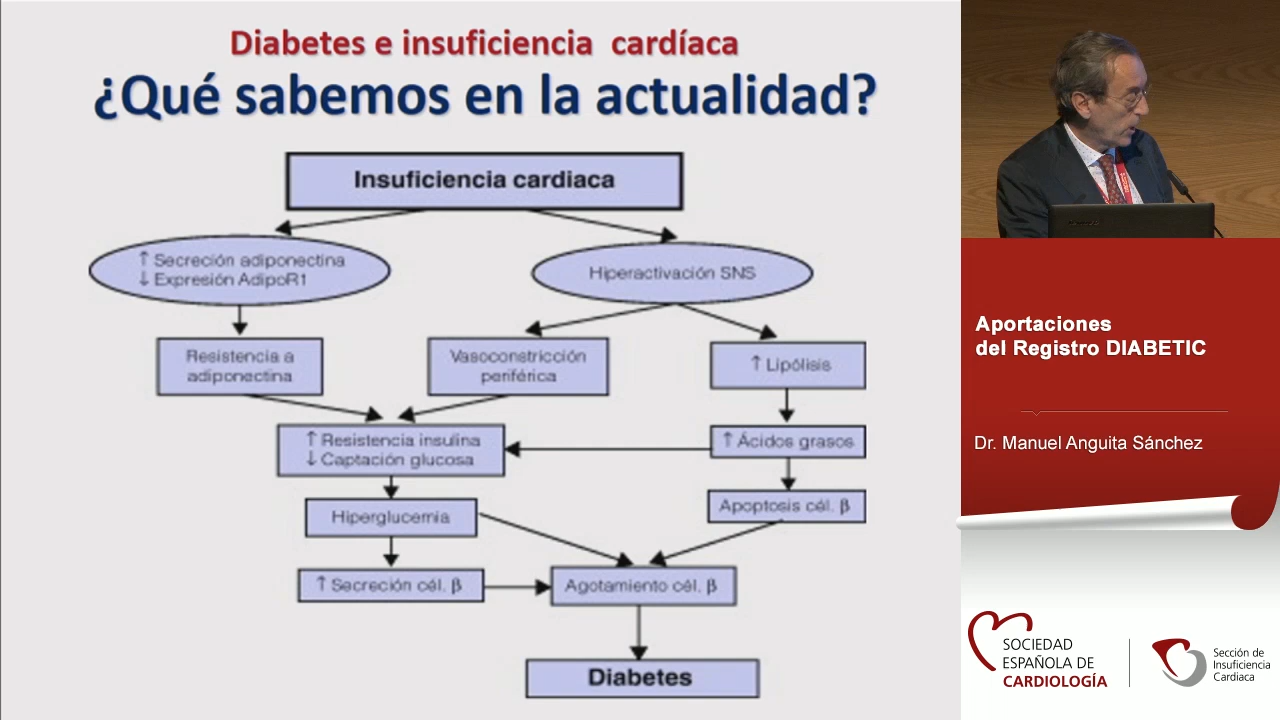 Diabetes e insuficiencia cardíaca
¿Qué sabemos en la actualidad?
Insuficiencia cardiaca
↑ Secreción adiponectina
↓ Expresión AdipoR1
Hiperactivación SNS
Resistencia a
adiponectina
Vasoconstricción
periférica
↑ Lipólisis
↑ Resistencia insulina
↓ Captación glucosa
↑ Ácidos grasos
Hiperglucemia
Apoptosis cél. β
↑ Secreción cél. β
Agotamiento cél. β
Diabetes
Aportaciones
del Registro DIABETIC
Dr. Manuel Anguita Sánchez
SOCIEDAD
ESPAÑOLA DE
CARDIOLOGÍA
Sección de
Insuficiencia
Cardiaca